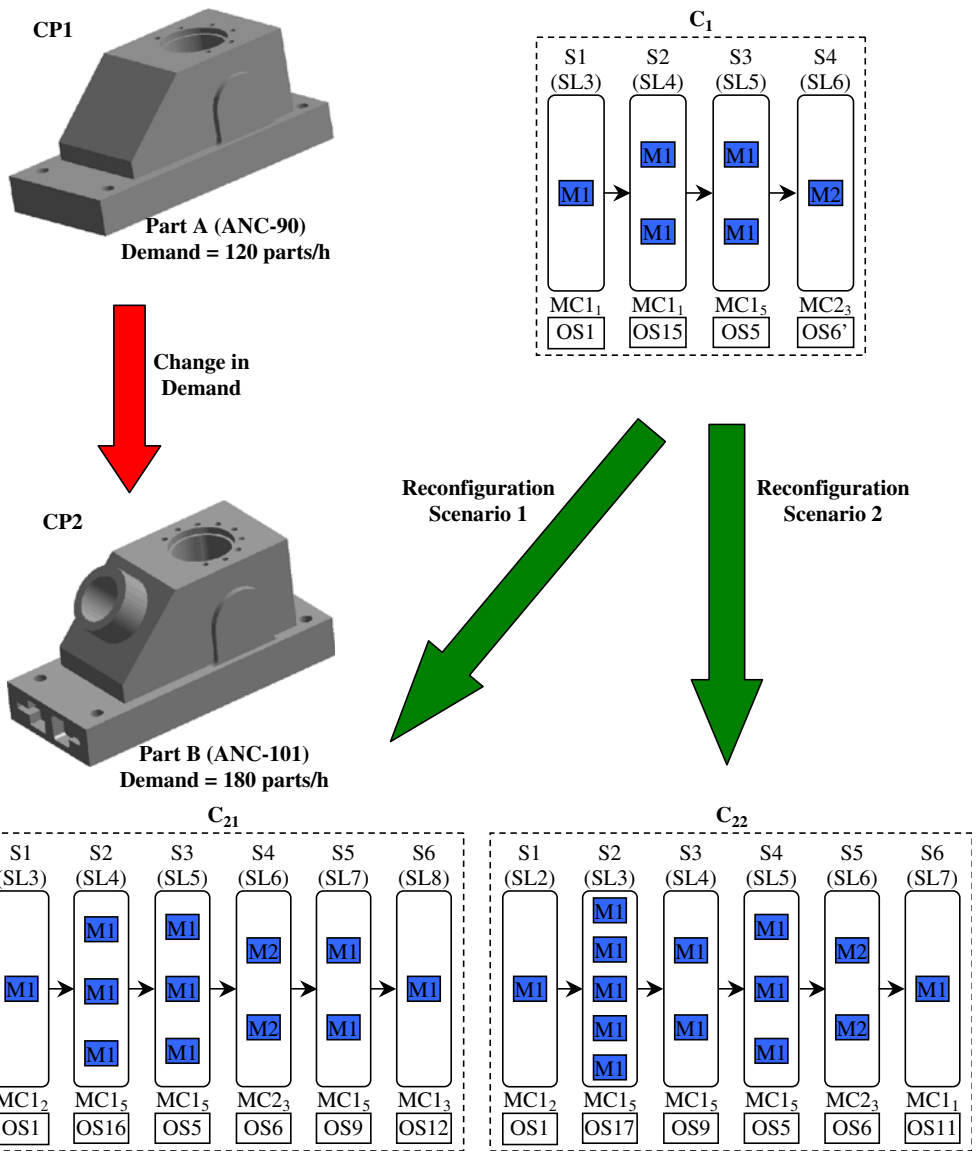 CP1
Part A (ANC-90)
Demand = 120 parts/h
Change in
Demand
CP2
Part B (ANC-101)
Demand = 180 parts/h
C1
S1 S2 S3 S4
(SL3) (SL4) (SL5) (SL6)
M1 M1
M1 M2
M1 M1
MC1₁ MC1₁ MC1₅ MC2₃
OS1 OS15 OS5 OS6’
Reconfiguration
Scenario 1
Reconfiguration
Scenario 2
C₂₁
S1 S2 S3 S4 S5 S6
(SL3) (SL4) (SL5) (SL6) (SL7) (SL8)
M1 M1
M2 M1
M1 M1 M1 M1
M2 M1
M1 M1
MC1₂ MC1₅ MC1₅ MC2₃ MC1₅ MC1₃
OS1 OS16 OS5 OS6 OS9 OS12
C₂₂
S1 S2 S3 S4 S5 S6
(SL2) (SL3) (SL4) (SL5) (SL6) (SL7)
M1 M1
M1 M1 M2
M1 M1 M1 M1
M1 M1 M2
M1 M1
MC1₂ MC1₅ MC1₅ MC1₅ MC2₃ MC1₁
OS1 OS17 OS9 OS5 OS6 OS11